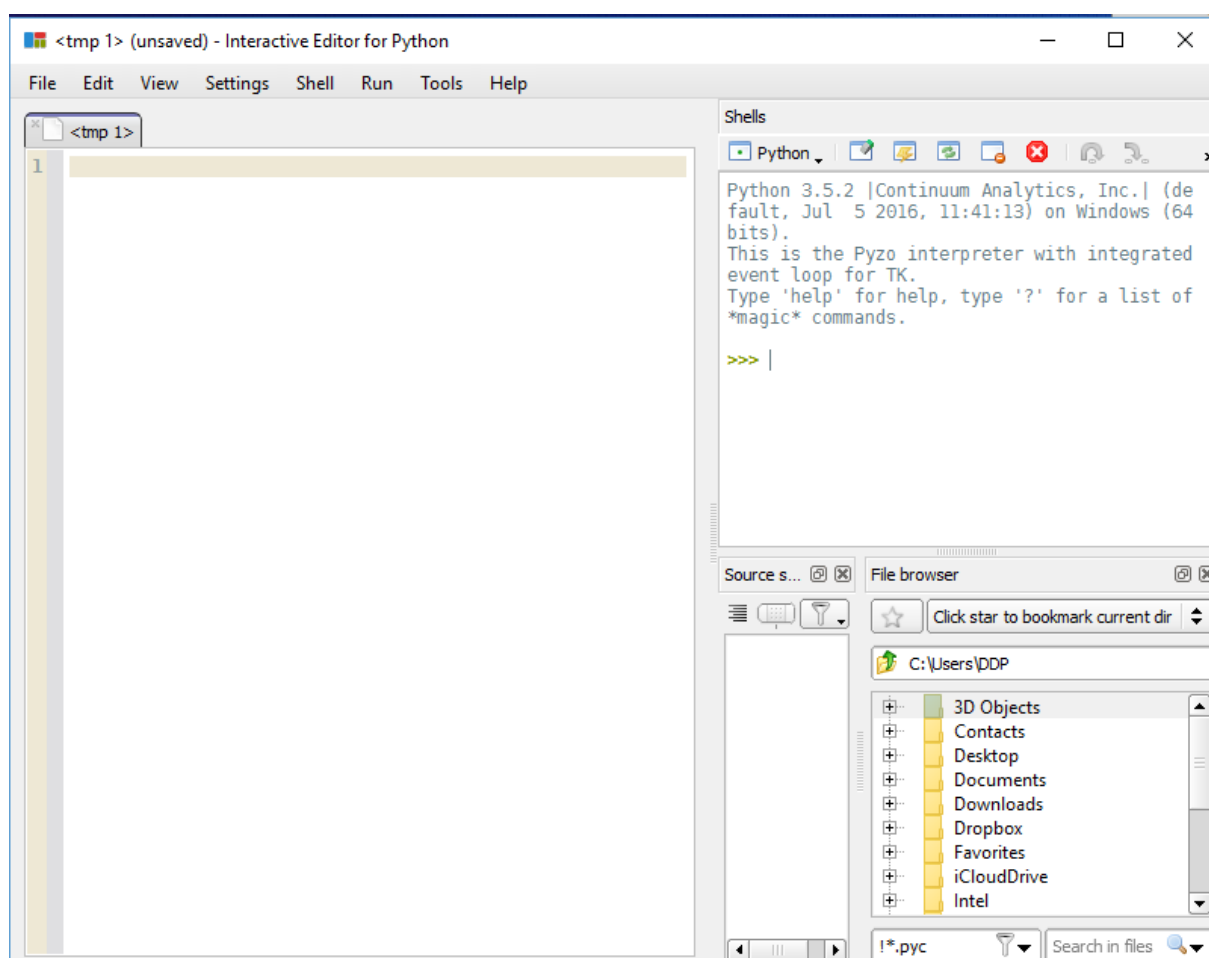 <tmp 1> (unsaved) - Interactive Editor for Python
File Edit View Settings Shell Run Tools Help
<tmp 1>
1
Shells
Python
Python 3.5.2 |Continuum Analytics, Inc.| (de
fault, Jul  5 2016, 11:41:13) on Windows (64
bits).
This is the Pyzo interpreter with integrated
event loop for TK.
Type 'help' for help, type '?' for a list of
*magic* commands.
>>>
Source s...
File browser
Click star to bookmark current dir
C:\Users\DDP
3D Objects
Contacts
Desktop
Documents
Downloads
Dropbox
Favorites
iCloudDrive
Intel
!*.pyc
Search in files